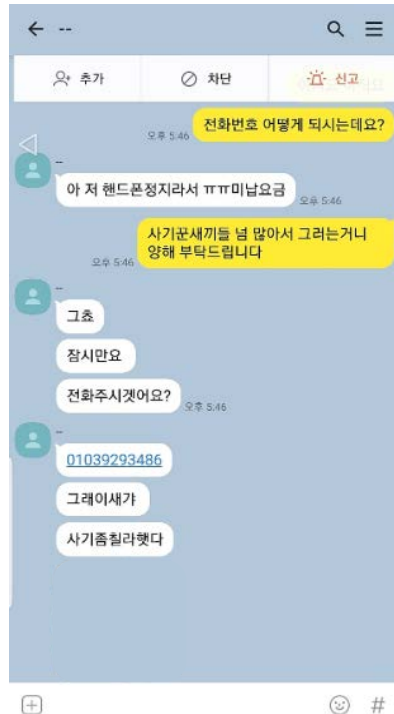 --
추가
차단
신고
전화번호 어떻게 되시는데요?
오후 5:46
아 저 핸드폰정지라서 ㅠㅠ미납요금
오후 5:46
사기꾼새끼들 넘 많아서 그러는거니
양해 부탁드립니다
오후 5:46
그쵸
잠시만요
전화주시겟어요?
오후 5:46
01039293486
그래이새갸
사기좀칠라햇다
#